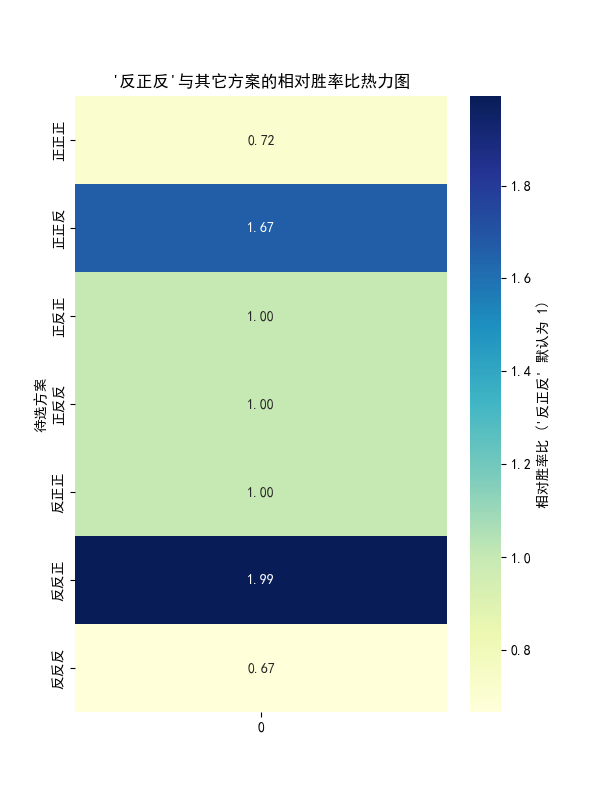 '反正反'与其它方案的相对胜率比热力图
待选方案
正正正
正正反
正反正
正反反
反正正
反反正
反反反
0.72
1.67
1.00
1.00
1.00
1.99
0.67
0
1.8
1.6
1.4
1.2
1.0
0.8
相对胜率比 ('反正反' 默认为 1)